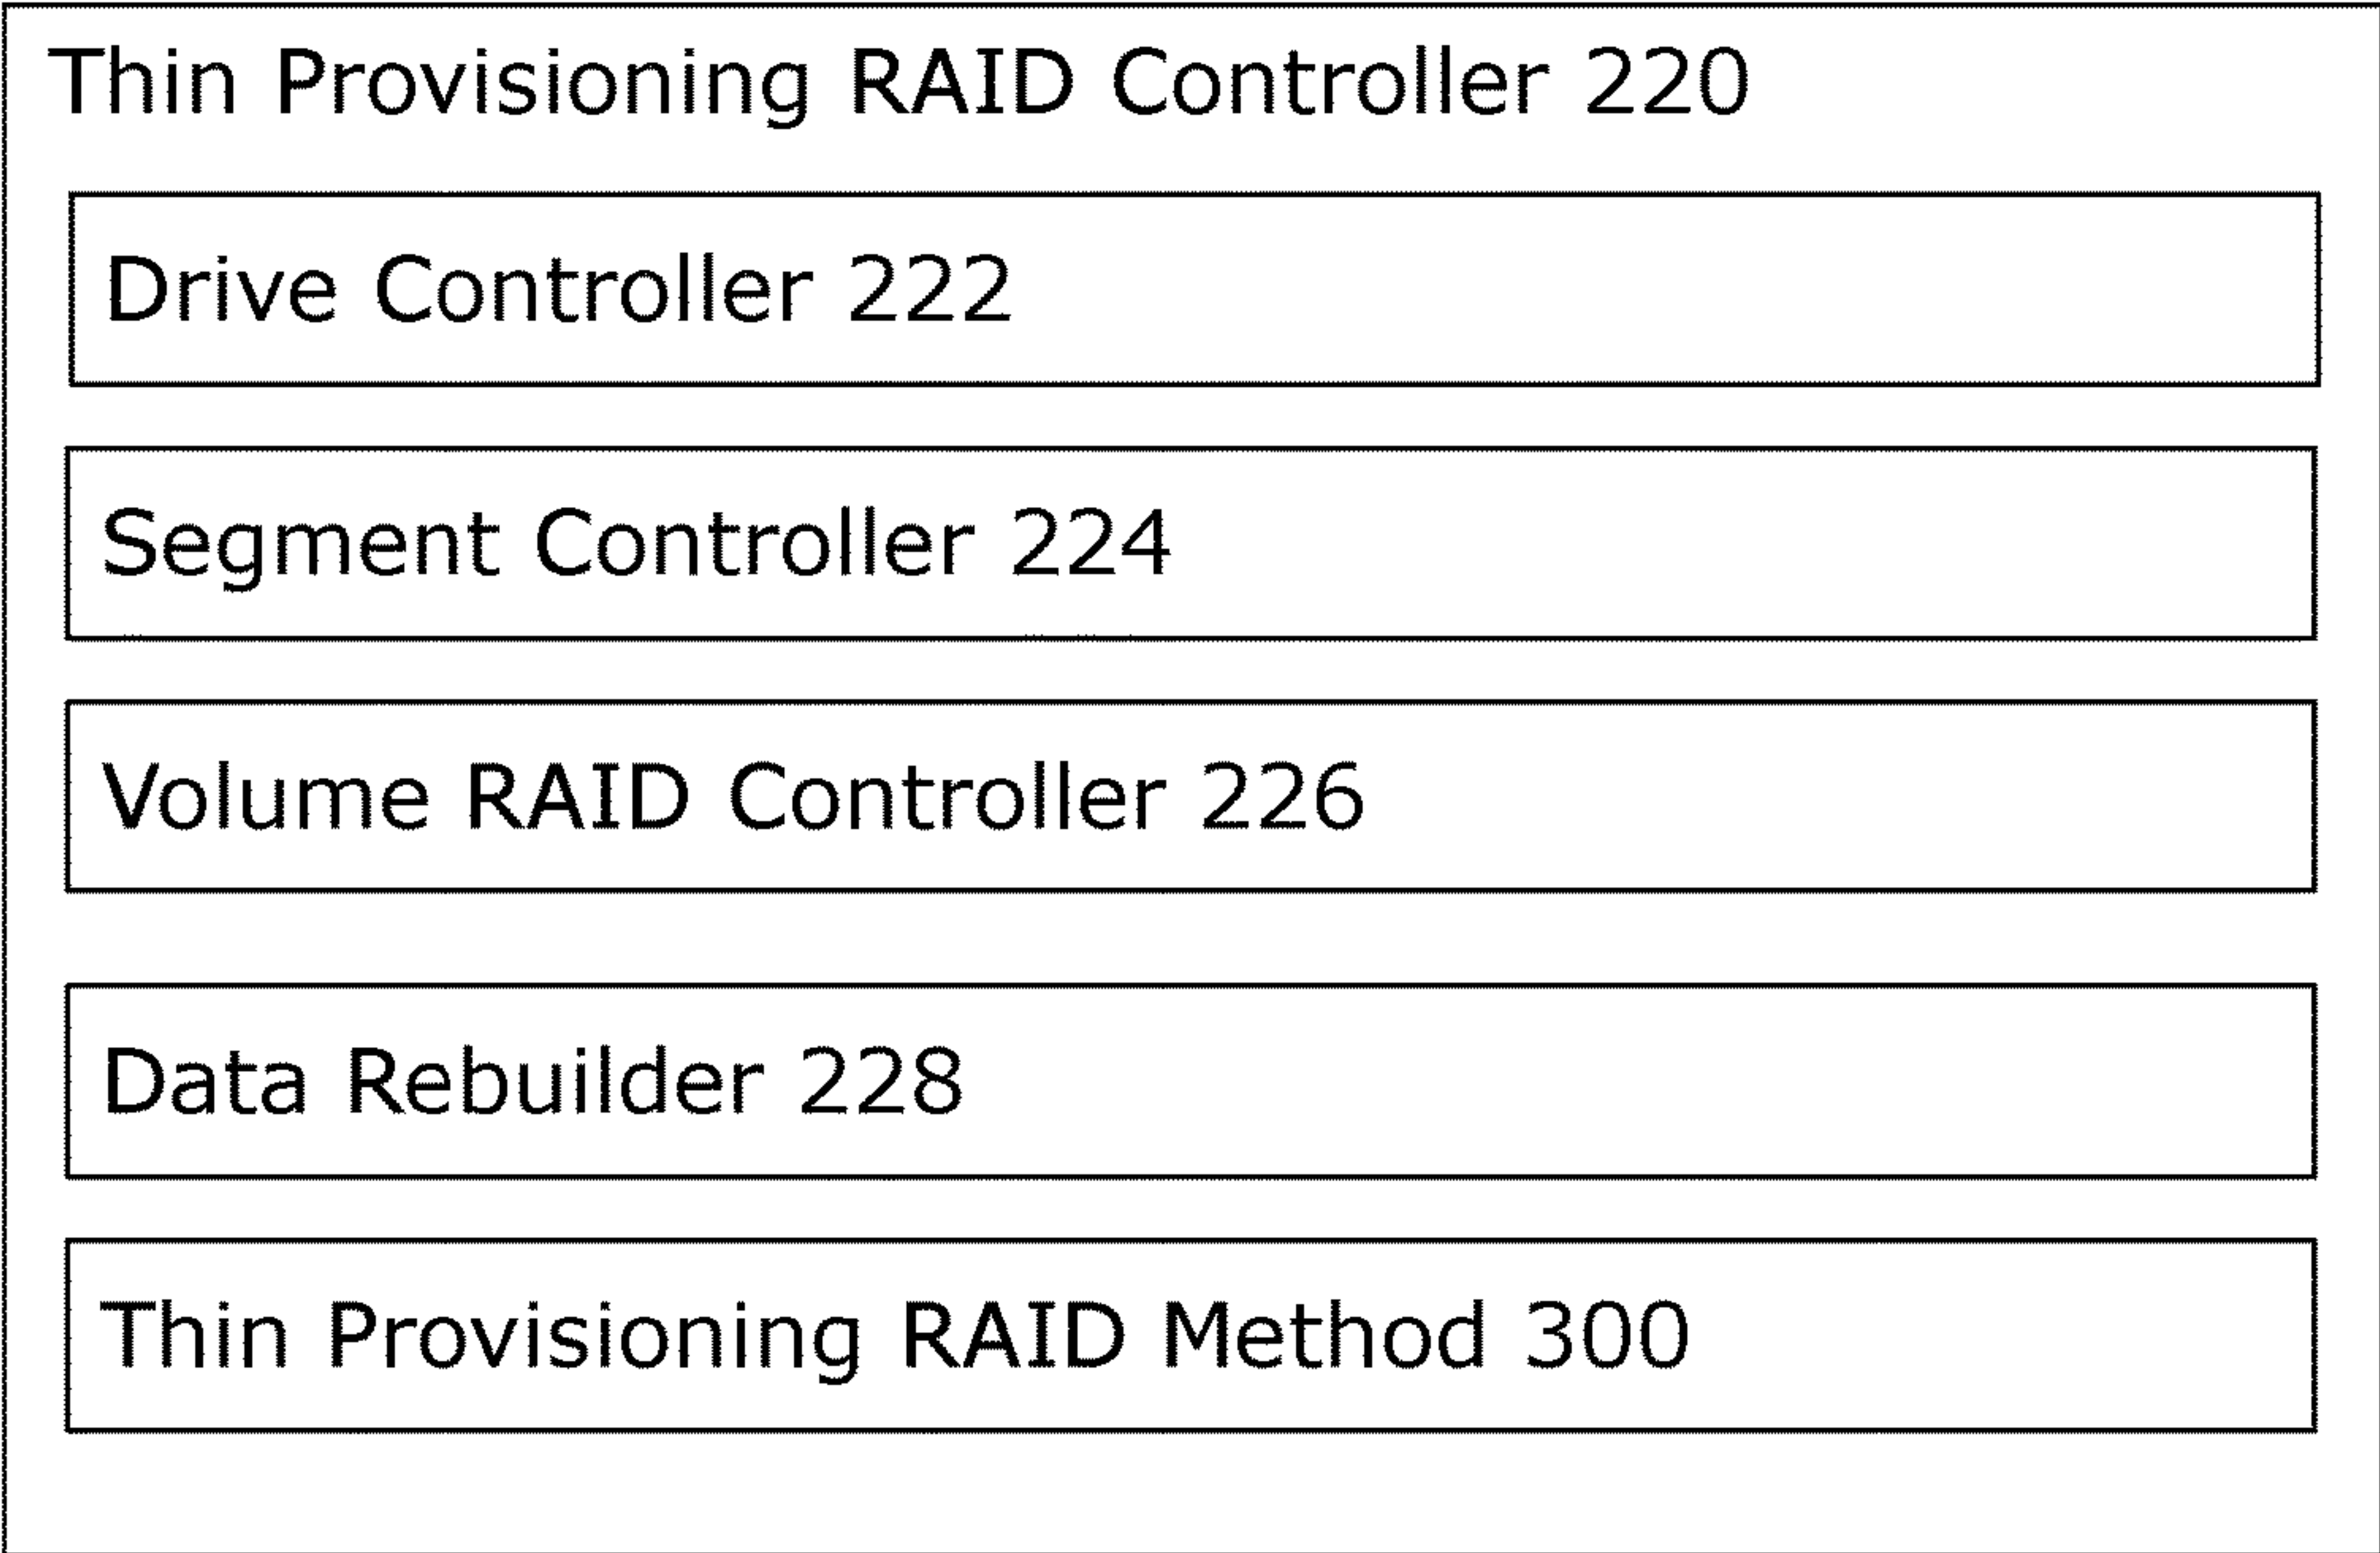 Thin Provisioning RAID Controller 220
Drive Controller 222
Segment Controller 224
Volume RAID Controller 226
Data Rebuilder 228
Thin Provisioning RAID Method 300